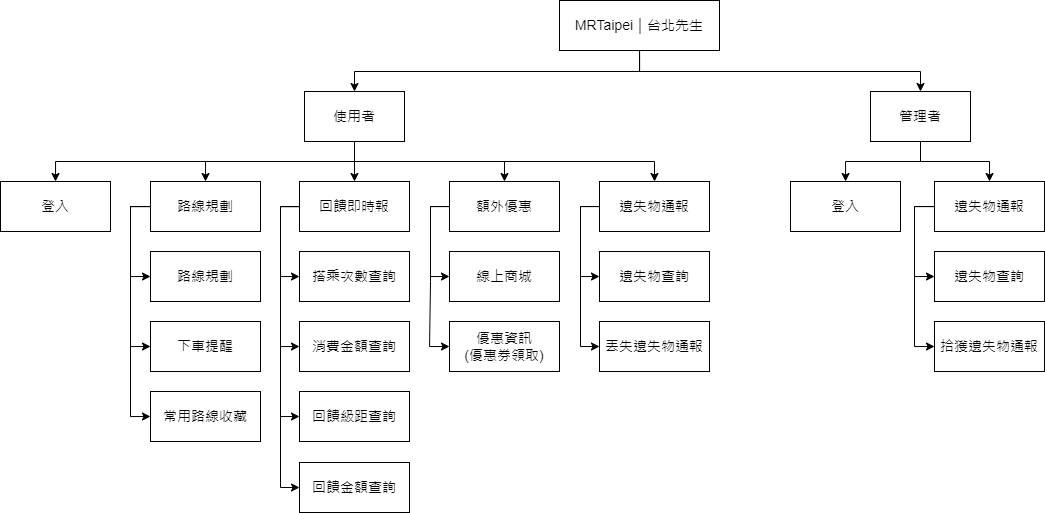 MRTaipei｜台北先生
使用者
管理者
登入
路線規劃
回饋即時報
額外優惠
遺失物通報
登入
遺失物通報
路線規劃
搭乘次數查詢
線上商城
遺失物查詢
遺失物查詢
下車提醒
消費金額查詢
優惠資訊
(優惠券領取)
丟失遺失物通報
拾獲遺失物通報
常用路線收藏
回饋級距查詢
回饋金額查詢